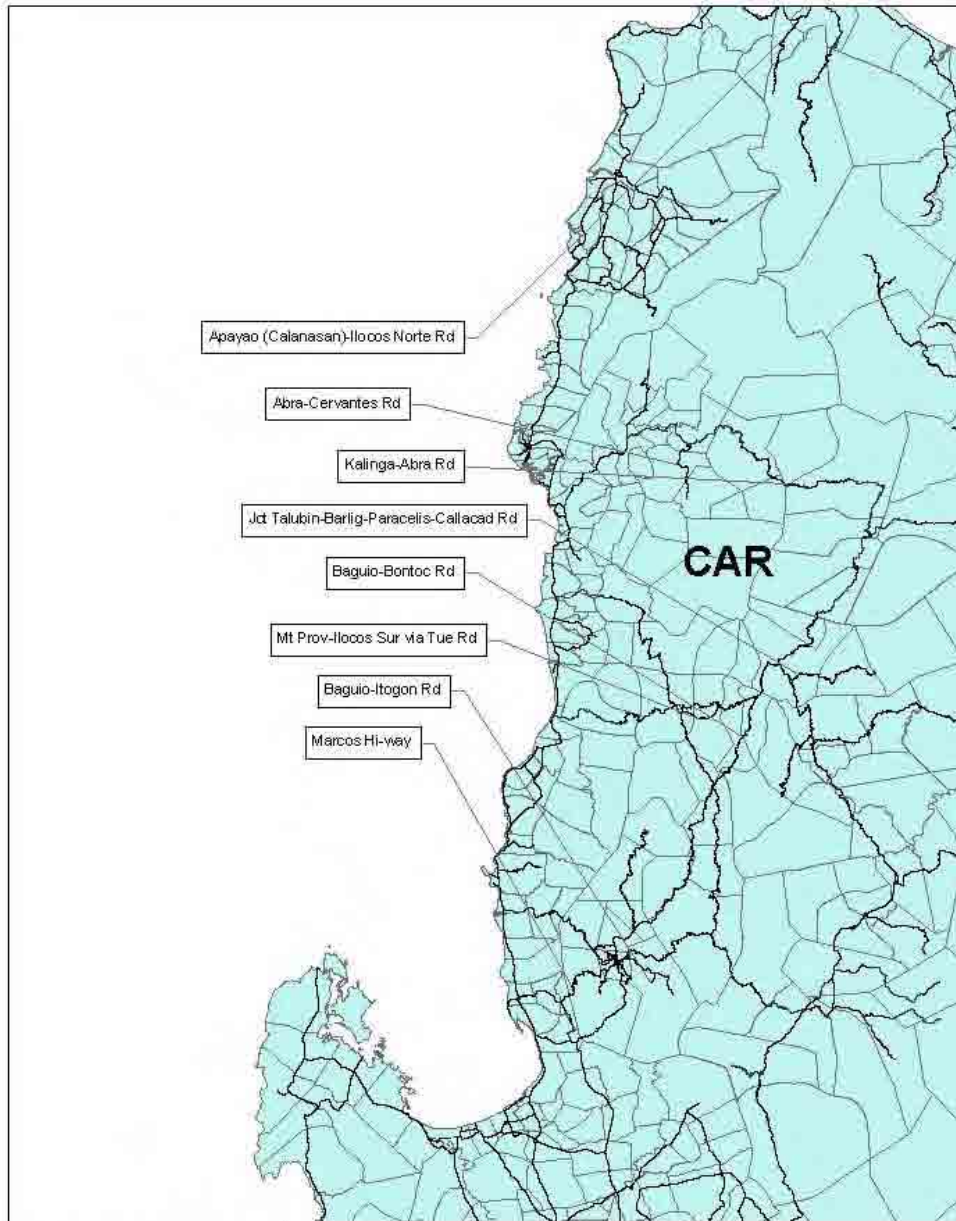 Apayao (Calanasan)-Ilocos Norte Rd
Abra-Cervantes Rd
Kalinga-Abra Rd
Jct Talubin-Barlig-Paracelis-Callacad Rd
CAR
Baguio-Bontoc Rd
Mt Prov-Ilocos Sur via Tue Rd
Baguio-Itogon Rd
Marcos Hi-way